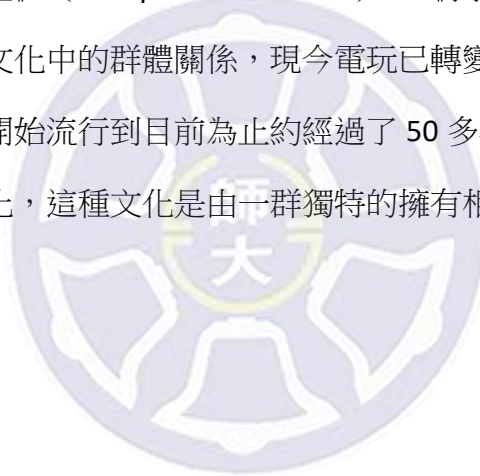 文化中的群體關係，現今電玩已轉變
開始流行到目前為止約經過了 50 多
，這種文化是由一群獨特的擁有相
師
大